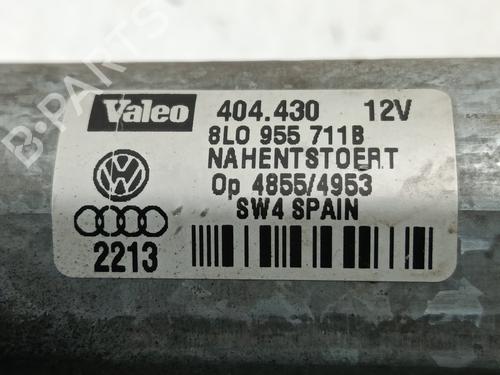 B-PARTS
Valeo 404.430 12V
8L0 955 711B
NAHENTSTOERT
Op 4855/4953
SW4 SPAIN
2213